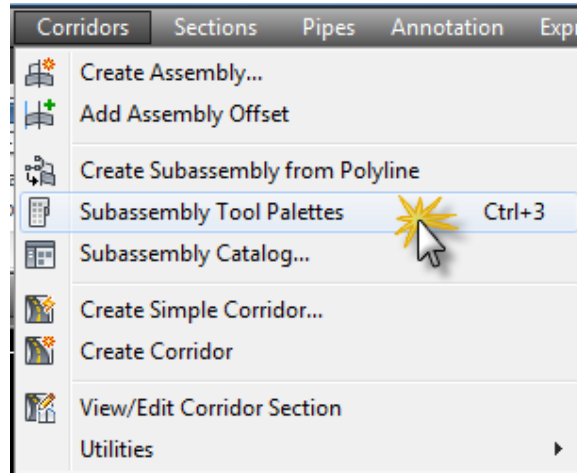 Corridors Sections Pipes Annotation Expr
Create Assembly...
Add Assembly Offset
Create Subassembly from Polyline
Subassembly Tool Palettes Ctrl+3
Subassembly Catalog...
Create Simple Corridor...
Create Corridor
View/Edit Corridor Section
Utilities